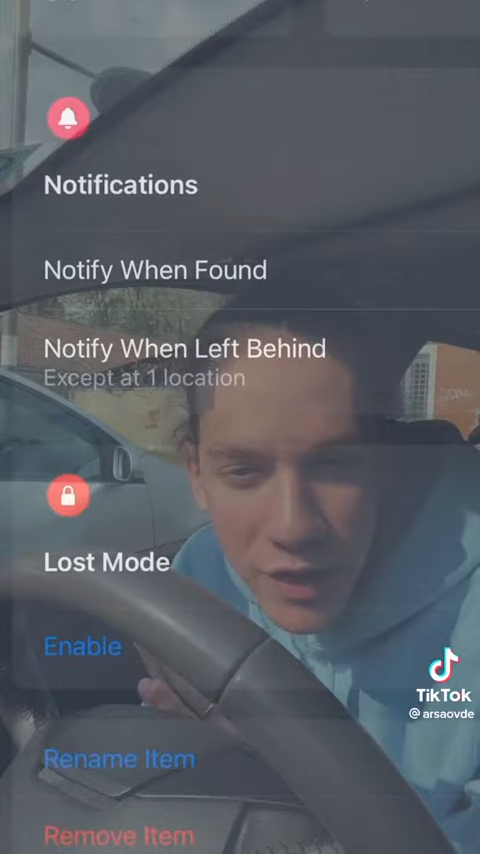 Notifications
Notify When Found
Notify When Left Behind
Except at 1 location
Lost Mode
Enable
TikTok
@ arsaovde
Rename Item
Remove Item